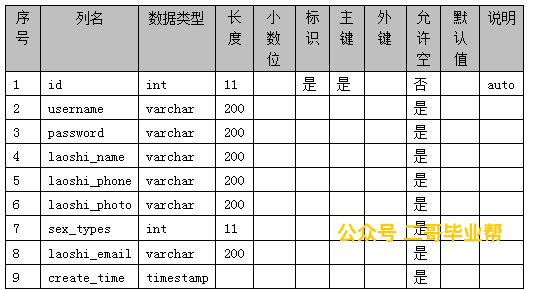 序号 列名 数据类型 长度 小数位 标识 主键 外键 允许空 默认值 说明
1 id int 11 是 是 否 auto
2 username varchar 200 是
3 password varchar 200 是
4 laoshi_name varchar 200 是
5 laoshi_phone varchar 200 是
6 laoshi_photo varchar 200 是
7 sex_types int 11 是
公众号 二哥毕业帮
8 laoshi_email varchar 200 是
9 create_time timestamp 是